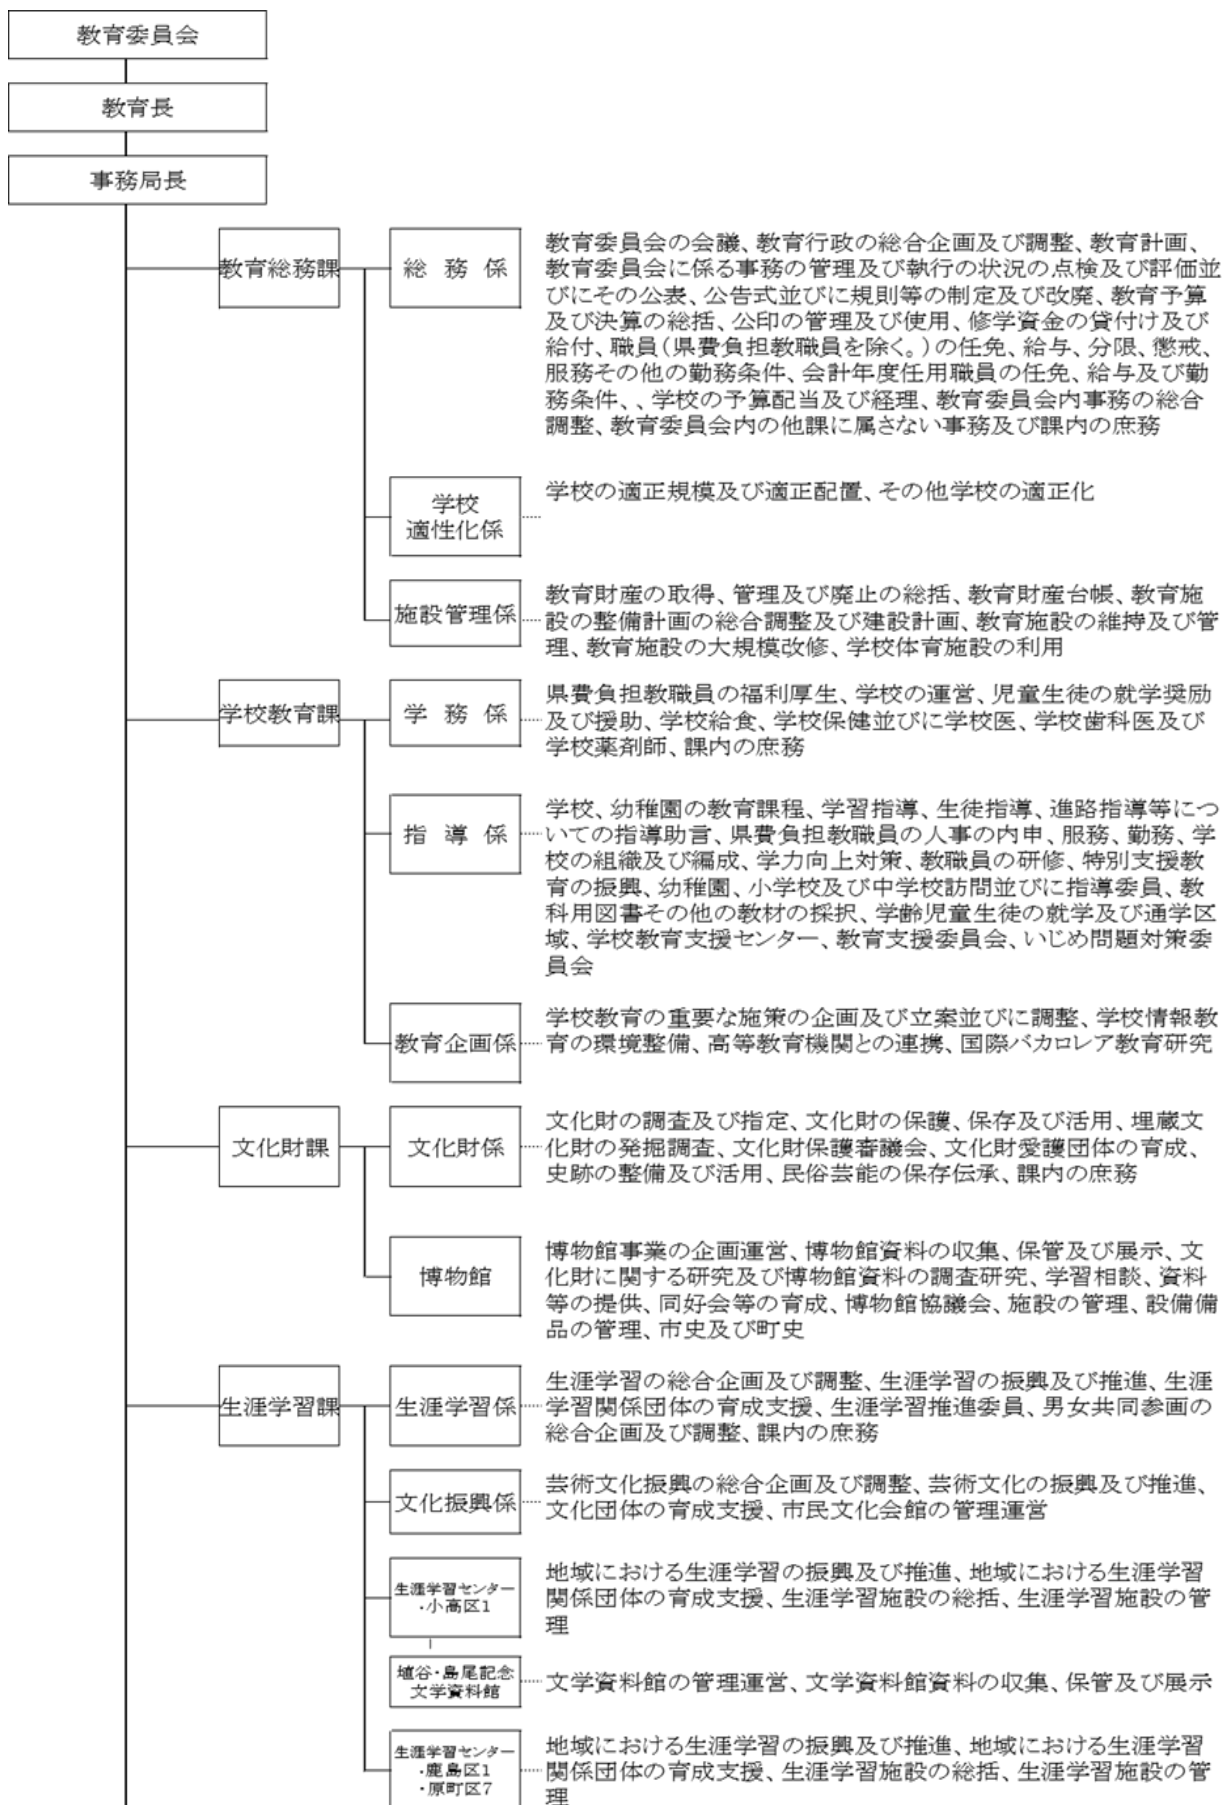 教育委員会
教育長
事務局長
教育総務課
総務係
教育委員会の会議、教育行政の総合企画及び調整、教育計画、
教育委員会に係る事務の管理及び執行の状況の点検及び評価並
びにその公表、公告式並びに規則等の制定及び改廃、教育予算
及び決算の総括、公印の管理及び使用、修学資金の貸付け及び
給付、職員(県費負担教職員を除く。)の任免、給与、分限、懲戒、
服務その他の勤務条件、会計年度任用職員の任免、給与及び勤
務条件、、学校の予算配当及び経理、教育委員会内事務の総合
調整、教育委員会内の他課に属さない事務及び課内の庶務
学校
適性化係
学校の適正規模及び適正配置、その他学校の適正化
施設管理係
教育財産の取得、管理及び廃止の総括、教育財産台帳、教育施
設の整備計画の総合調整及び建設計画、教育施設の維持及び管
理、教育施設の大規模改修、学校体育施設の利用
学校教育課
学務係
県費負担教職員の福利厚生、学校の運営、児童生徒の就学奨励
及び援助、学校給食、学校保健並びに学校医、学校歯科医及び
学校薬剤師、課内の庶務
指導係
学校、幼稚園の教育課程、学習指導、生徒指導、進路指導等につ
いての指導助言、県費負担教職員の人事の内申、服務、勤務、学
校の組織及び編成、学力向上対策、教職員の研修、特別支援教
育の振興、幼稚園、小学校及び中学校訪問並びに指導委員、教
科用図書その他の教材の採択、学齢児童生徒の就学及び通学区
域、学校教育支援センター、教育支援委員会、いじめ問題対策委
員会
教育企画係
学校教育の重要な施策の企画及び立案並びに調整、学校情報教
育の環境整備、高等教育機関との連携、国際バカロレア教育研究
文化財課
文化財係
文化財の調査及び指定、文化財の保護、保存及び活用、埋蔵文
化財の発掘調査、文化財保護審議会、文化財愛護団体の育成、
史跡の整備及び活用、民俗芸能の保存伝承、課内の庶務
博物館
博物館事業の企画運営、博物館資料の収集、保管及び展示、文
化財に関する研究及び博物館資料の調査研究、学習相談、資料
等の提供、同好会等の育成、博物館協議会、施設の管理、設備備
品の管理、市史及び町史
生涯学習課
生涯学習係
生涯学習の総合企画及び調整、生涯学習の振興及び推進、生涯
学習関係団体の育成支援、生涯学習推進委員、男女共同参画の
総合企画及び調整、課内の庶務
文化振興係
芸術文化振興の総合企画及び調整、芸術文化の振興及び推進、
文化団体の育成支援、市民文化会館の管理運営
生涯学習センター
・小高区1
地域における生涯学習の振興及び推進、地域における生涯学習
関係団体の育成支援、生涯学習施設の総括、生涯学習施設の管
理
埴谷・島尾記念
文学資料館
文学資料館の管理運営、文学資料館資料の収集、保管及び展示
生涯学習センター
・鹿島区1
・原町区7
地域における生涯学習の振興及び推進、地域における生涯学習
関係団体の育成支援、生涯学習施設の総括、生涯学習施設の管
理